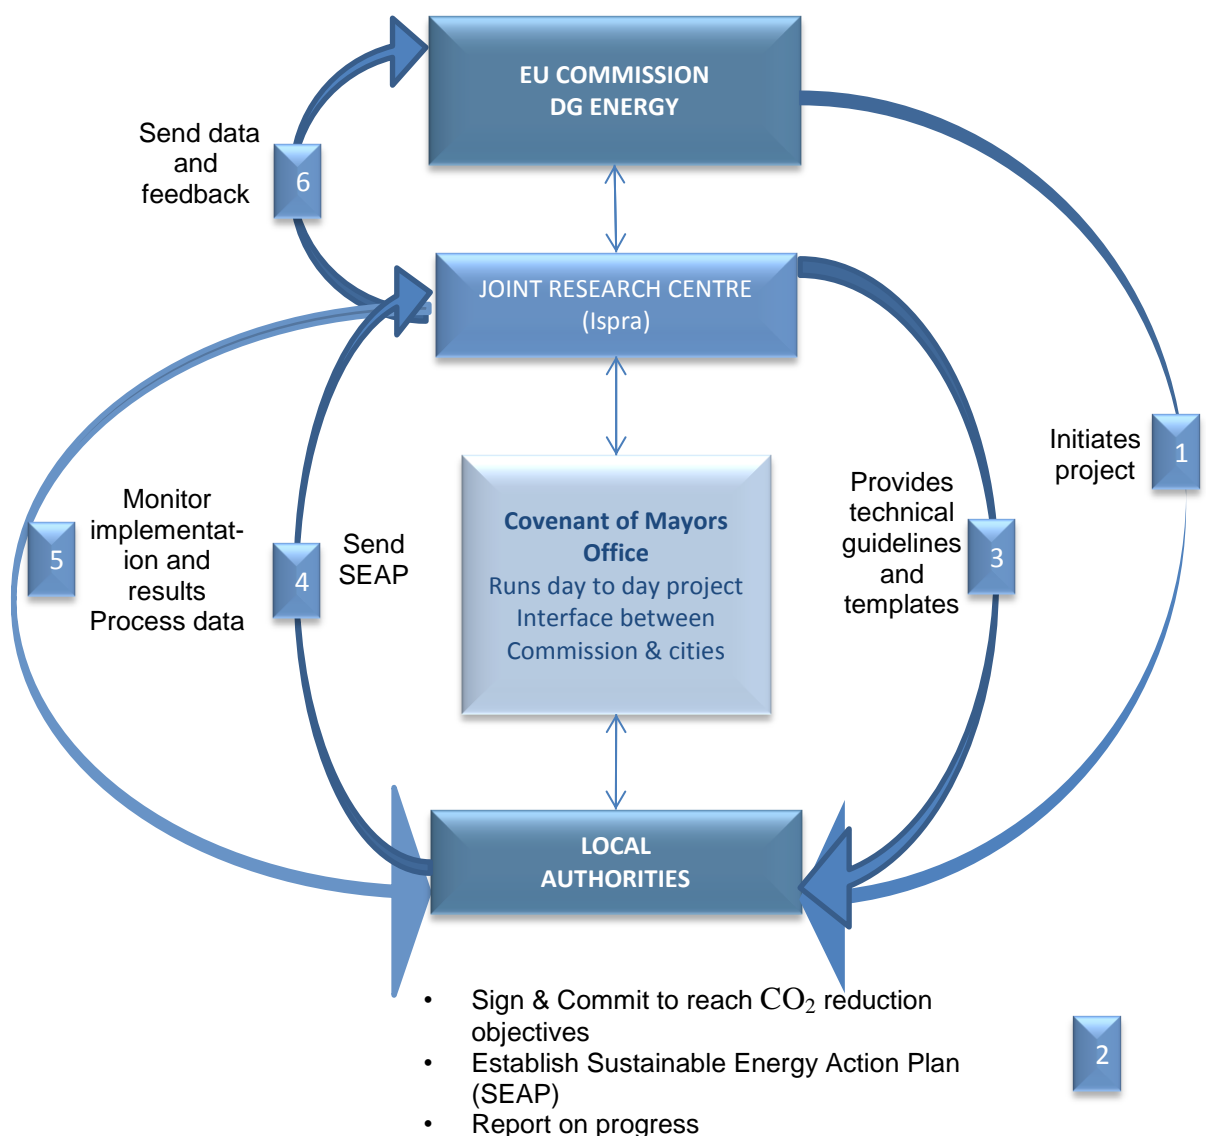 EU COMMISSION
DG ENERGY
Send data
and
feedback
6
JOINT RESEARCH CENTRE
(Ispra)
Initiates
project
1
Provides
technical
guidelines
and
templates
3
Covenant of Mayors
Office
Runs day to day project
Interface between
Commission & cities
Monitor
implementat-
ion and
results
Process data
5
Send
SEAP
4
LOCAL
AUTHORITIES
• Sign & Commit to reach CO₂ reduction
objectives
• Establish Sustainable Energy Action Plan
(SEAP)
• Report on progress
2